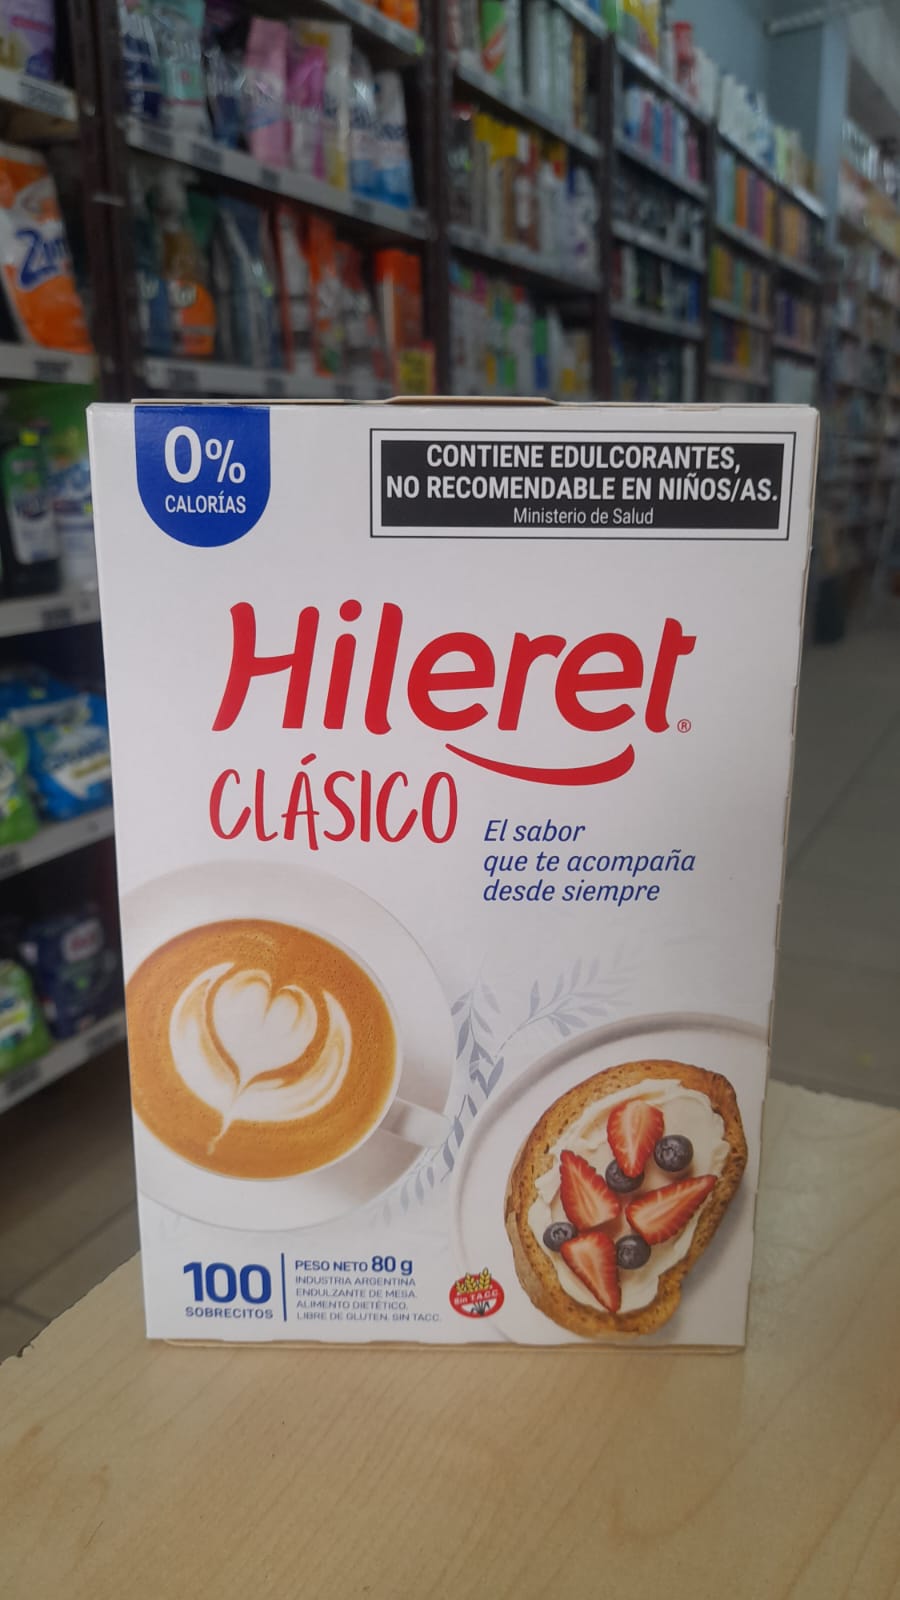 0%
CALORÍAS
CONTIENE EDULCORANTES,
NO RECOMENDABLE EN NIÑOS/AS.
Ministerio de Salud
Hileret®
CLÁSICO
El sabor
que te acompaña
desde siempre
100
SOBRECITOS
PESO NETO 80 g
INDUSTRIA ARGENTINA
ENDULZANTE DE MESA.
ALIMENTO DIETÉTICO.
LIBRE DE GLUTEN. SIN TACC.
Sin T.A.C.C.